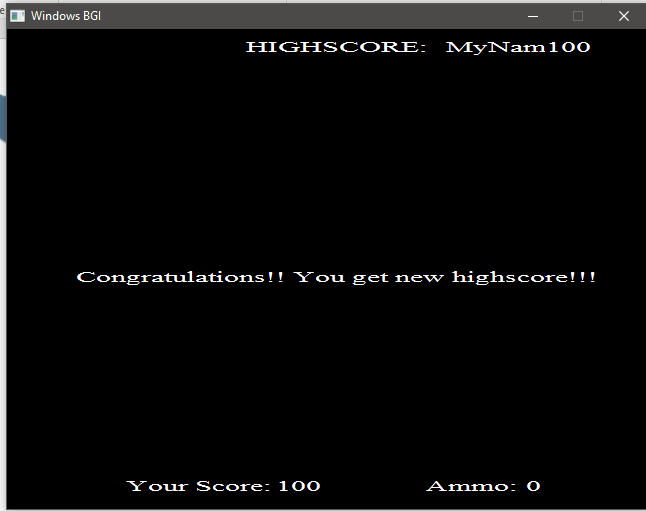 Windows BGI
HIGHSCORE: MyNam100
Congratulations!! You get new highscore!!!
Your Score: 100 Ammo: 0